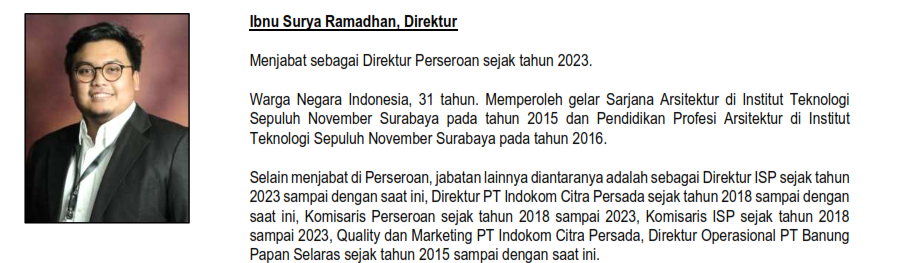 Ibnu Surya Ramadhan, Direktur
Menjabat sebagai Direktur Perseroan sejak tahun 2023.
Warga Negara Indonesia, 31 tahun. Memperoleh gelar Sarjana Arsitektur di Institut Teknologi
Sepuluh November Surabaya pada tahun 2015 dan Pendidikan Profesi Arsitektur di Institut
Teknologi Sepuluh November Surabaya pada tahun 2016.
Selain menjabat di Perseroan, jabatan lainnya diantaranya adalah sebagai Direktur ISP sejak tahun
2023 sampai dengan saat ini, Direktur PT Indokom Citra Persada sejak tahun 2018 sampai dengan
saat ini, Komisaris Perseroan sejak tahun 2018 sampai 2023, Komisaris ISP sejak tahun 2018
sampai 2023, Quality dan Marketing PT Indokom Citra Persada, Direktur Operasional PT Banung
Papan Selaras sejak tahun 2015 sampai dengan saat ini.